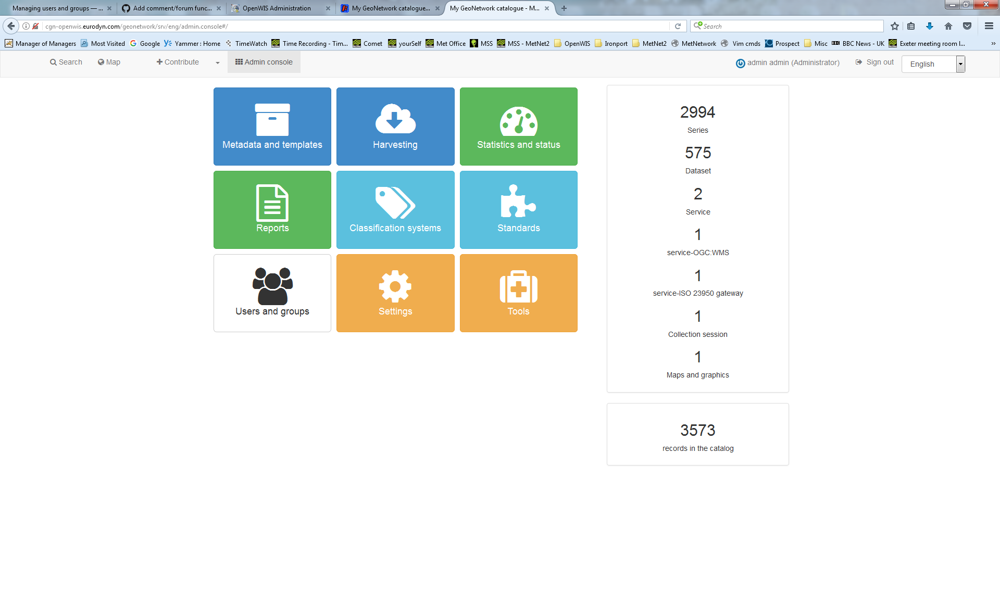 Managing users and groups — ...
Add comment/forum func...
OpenWIS Administration
My GeoNetwork catalogue...
My GeoNetwork catalogue - M...
cgn-openwis.eurodyn.com/geonetwork/srv/eng/admin.console#/
Search
Manager of Managers
Most Visited
Google
Yammer : Home
TimeWatch
Time Recording - Tim...
Comet
yourSelf
Met Office
MSS
MSS - MetNet2
OpenWIS
Ironport
MetNet2
MetNetwork
Vim cmds
Prospect
Misc
BBC News - UK
Exeter meeting room l...
Search
Map
Contribute
Admin console
admin admin (Administrator)
Sign out
English
Metadata and templates
Harvesting
Statistics and status
Reports
Classification systems
Standards
Users and groups
Settings
Tools
2994
Series
575
Dataset
2
Service
1
service-OGC:WMS
1
service-ISO 23950 gateway
1
Collection session
1
Maps and graphics
3573
records in the catalog